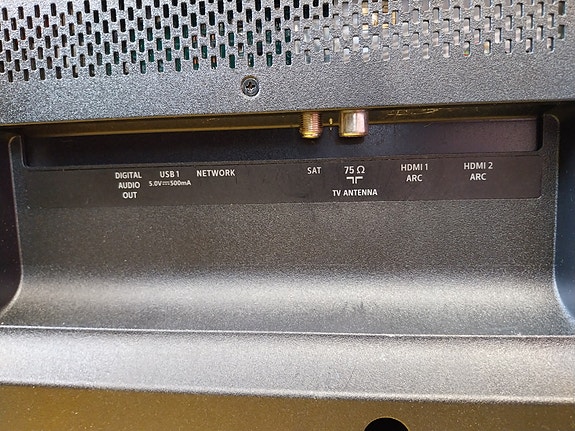 DIGITAL AUDIO OUT
USB 1
5.0V⎓500mA
NETWORK
SAT
75 Ω
TV ANTENNA
HDMI 1
ARC
HDMI 2
ARC